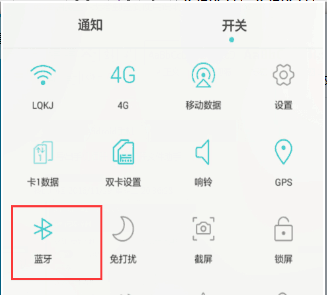 通知 开关
LQKJ 4G 4G 移动数据 设置
卡1数据 双卡设置 响铃 GPS
蓝牙 免打扰 截屏 锁屏